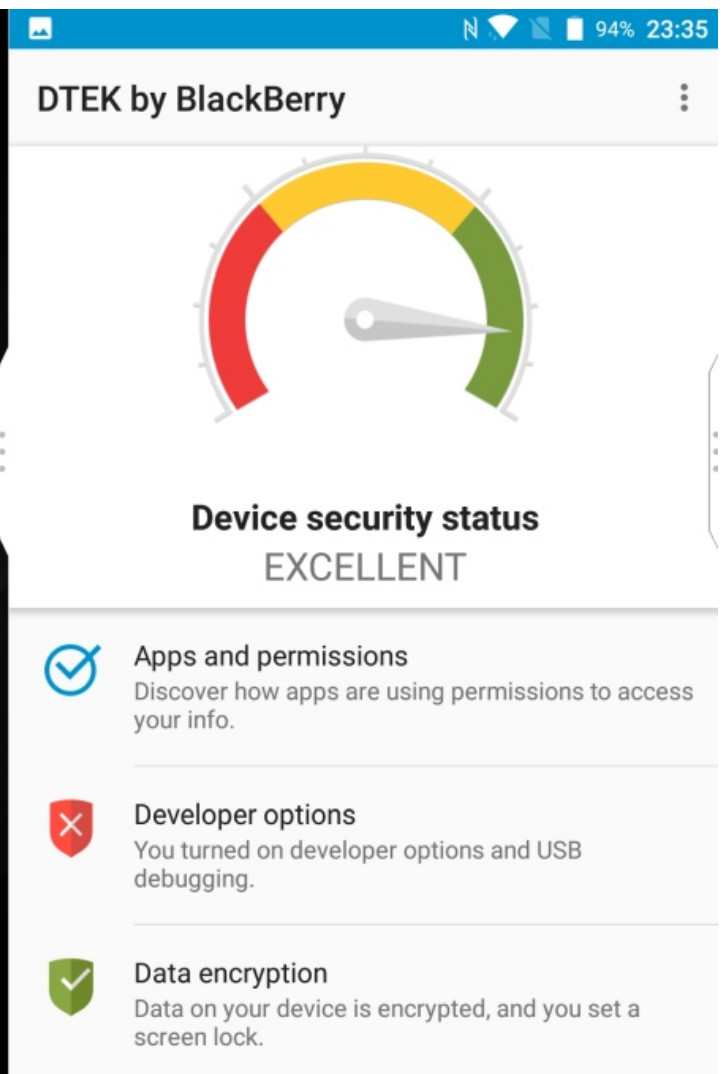 94% 23:35
DTEK by BlackBerry
Device security status
EXCELLENT
Apps and permissions
Discover how apps are using permissions to access
your info.
Developer options
You turned on developer options and USB
debugging.
Data encryption
Data on your device is encrypted, and you set a
screen lock.